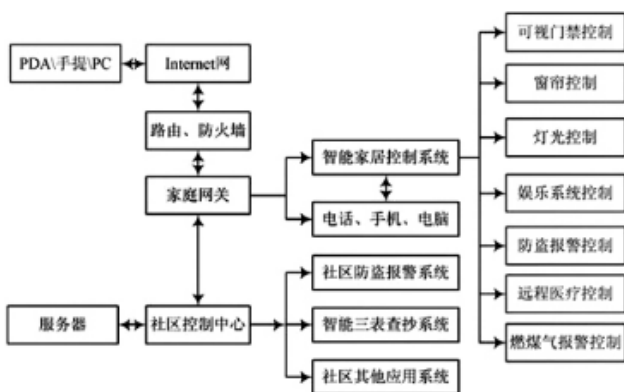 PDA\手提\PC
Internet网
路由、防火墙
家庭网关
服务器
社区控制中心
智能家居控制系统
电话、手机、电脑
社区防盗报警系统
智能三表查抄系统
社区其他应用系统
可视门禁控制
窗帘控制
灯光控制
娱乐系统控制
防盗报警控制
远程医疗控制
燃煤气报警控制